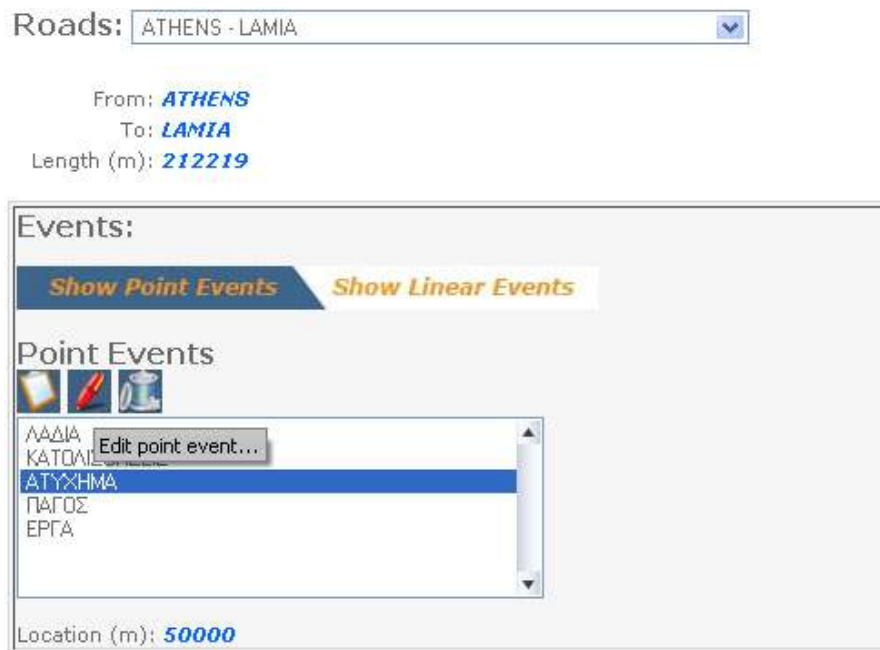 Roads: ATHENS - LAMIA
From: ATHENS
To: LAMIA
Length (m): 212219
Events:
Show Point Events Show Linear Events
Point Events
ΛΑΔΙΑ
Edit point event...
ΑΤΥΧΗΜΑ
ΠΑΓΟΣ
ΕΡΓΑ
Location (m): 50000